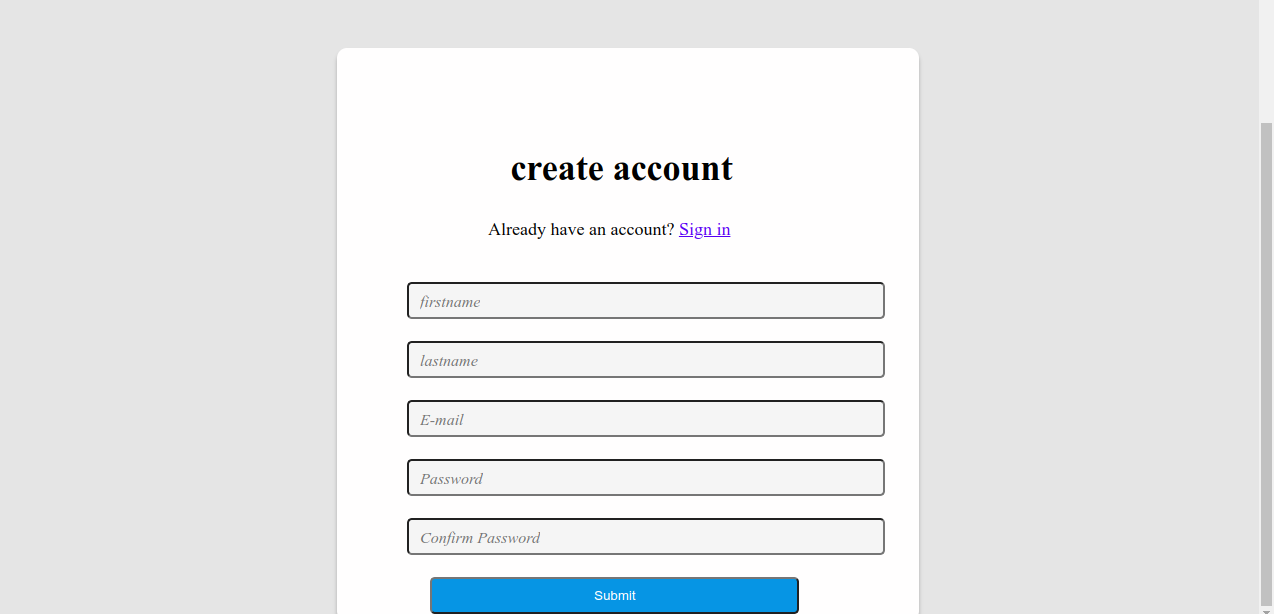 create account
Already have an account? Sign in
firstname
lastname
E-mail
Password
Confirm Password
Submit